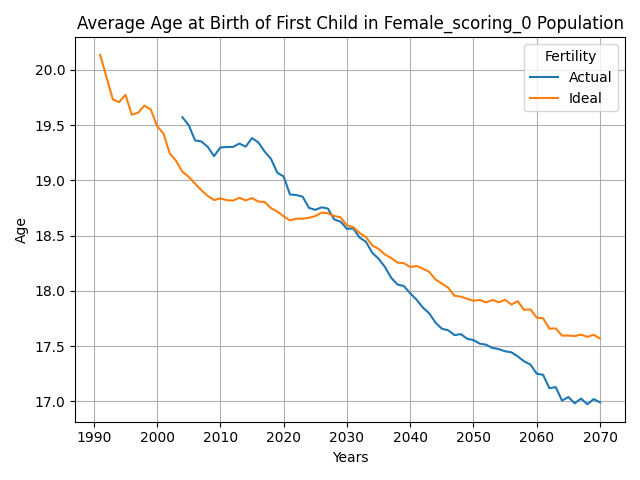 Average Age at Birth of First Child in Female_scoring_0 Population
Fertility
Actual
Ideal
Age
20.0
19.5
19.0
18.5
18.0
17.5
17.0
1990 2000 2010 2020 2030 2040 2050 2060 2070
Years